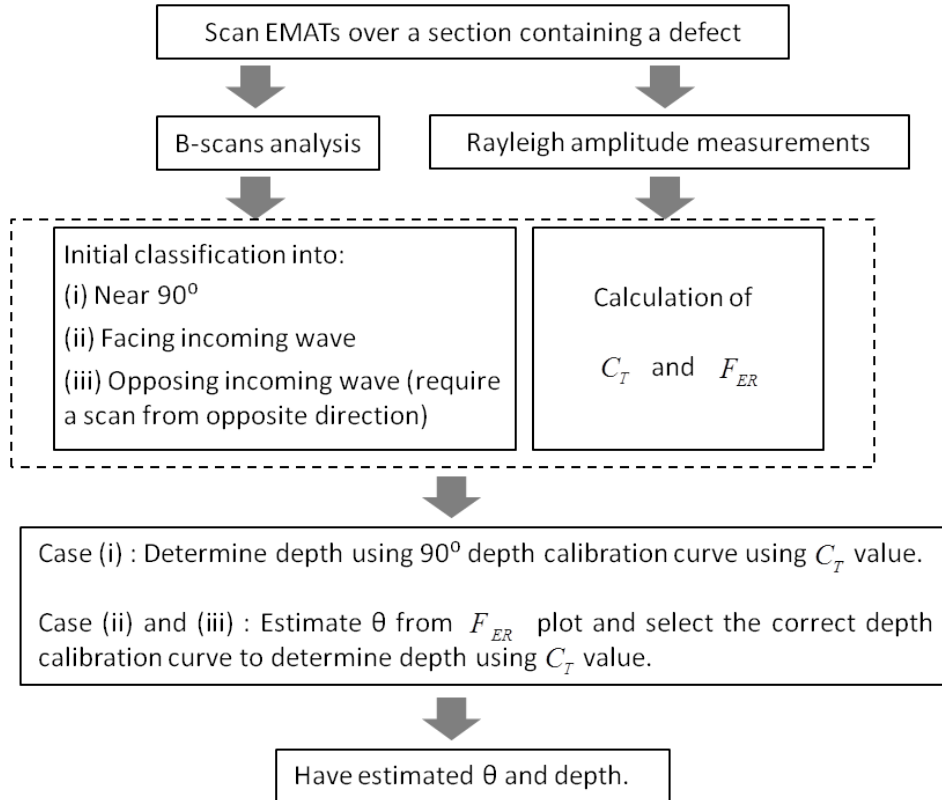 Scan EMATs over a section containing a defect
B-scans analysis
Rayleigh amplitude measurements
Initial classification into:
(i) Near 90⁰
(ii) Facing incoming wave
(iii) Opposing incoming wave (require
a scan from opposite direction)
Calculation of
C_T and F_ER
Case (i) : Determine depth using 90⁰ depth calibration curve using C_T value.
Case (ii) and (iii) : Estimate θ from F_ER plot and select the correct depth
calibration curve to determine depth using C_T value.
Have estimated θ and depth.